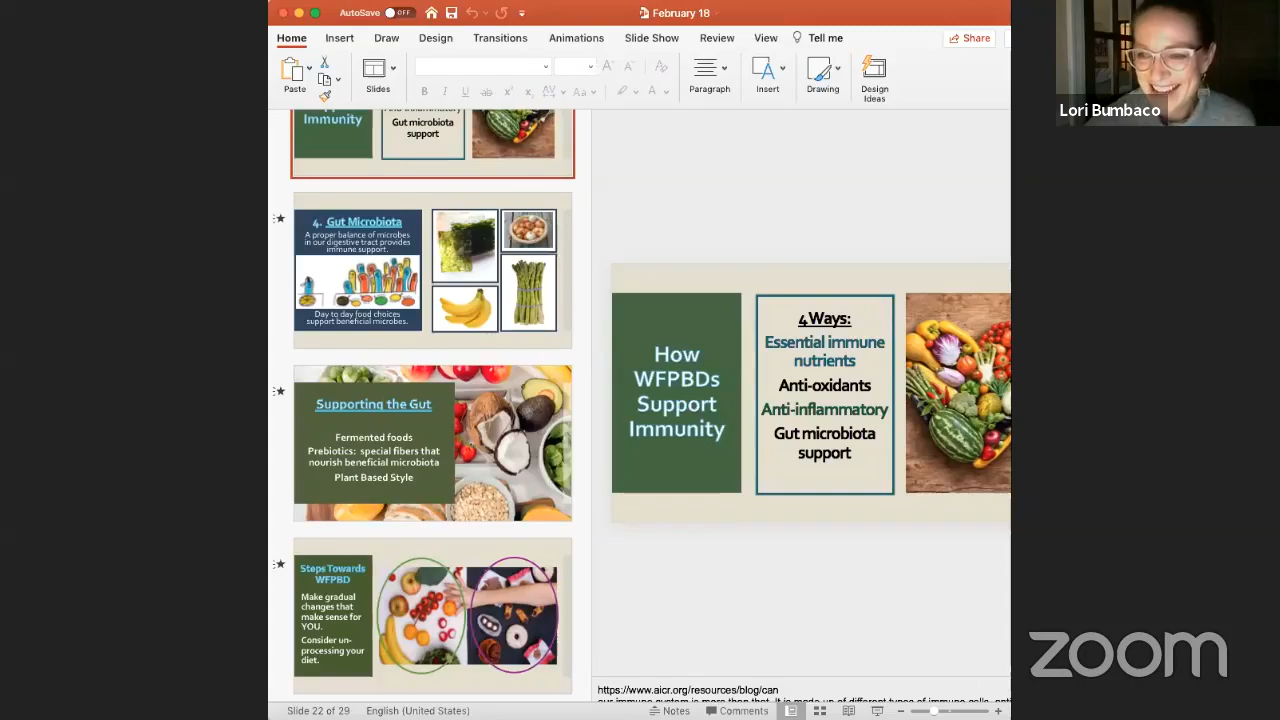 AutoSave OFF
February 18
Home Insert Draw Design Transitions Animations Slide Show Review View Tell me Share
Paste Slides Paragraph Insert Drawing Design
Ideas
Immunity
Gut microbiota
support
4. Gut Microbiota
A proper balance of microbes
in our digestive tract provides
immune support.
Day to day food choices
support beneficial microbes.
Supporting the Gut
Fermented foods
Prebiotics: special fibers that
nourish beneficial microbiota
Plant Based Style
Steps Towards
WFPBD
Make gradual
changes that
make sense for
YOU.
Consider un-
processing your
diet.
How
WFPBDs
Support
Immunity
4 Ways:
Essential immune
nutrients
Anti-oxidants
Anti-inflammatory
Gut microbiota
support
https://www.aicr.org/resources/blog/can
Slide 22 of 29 English (United States) Notes Comments
Lori Bumbaco
zoom